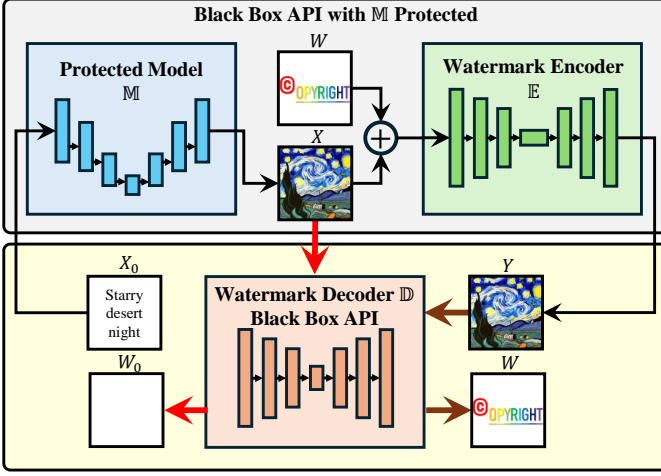 Black Box API with 𝕄 Protected
Protected Model
𝕄
W
© OPYRIGHT
X
Watermark Encoder
𝔼
X₀
Starry
desert
night
W₀
Watermark Decoder 𝔻
Black Box API
Y
W
© OPYRIGHT